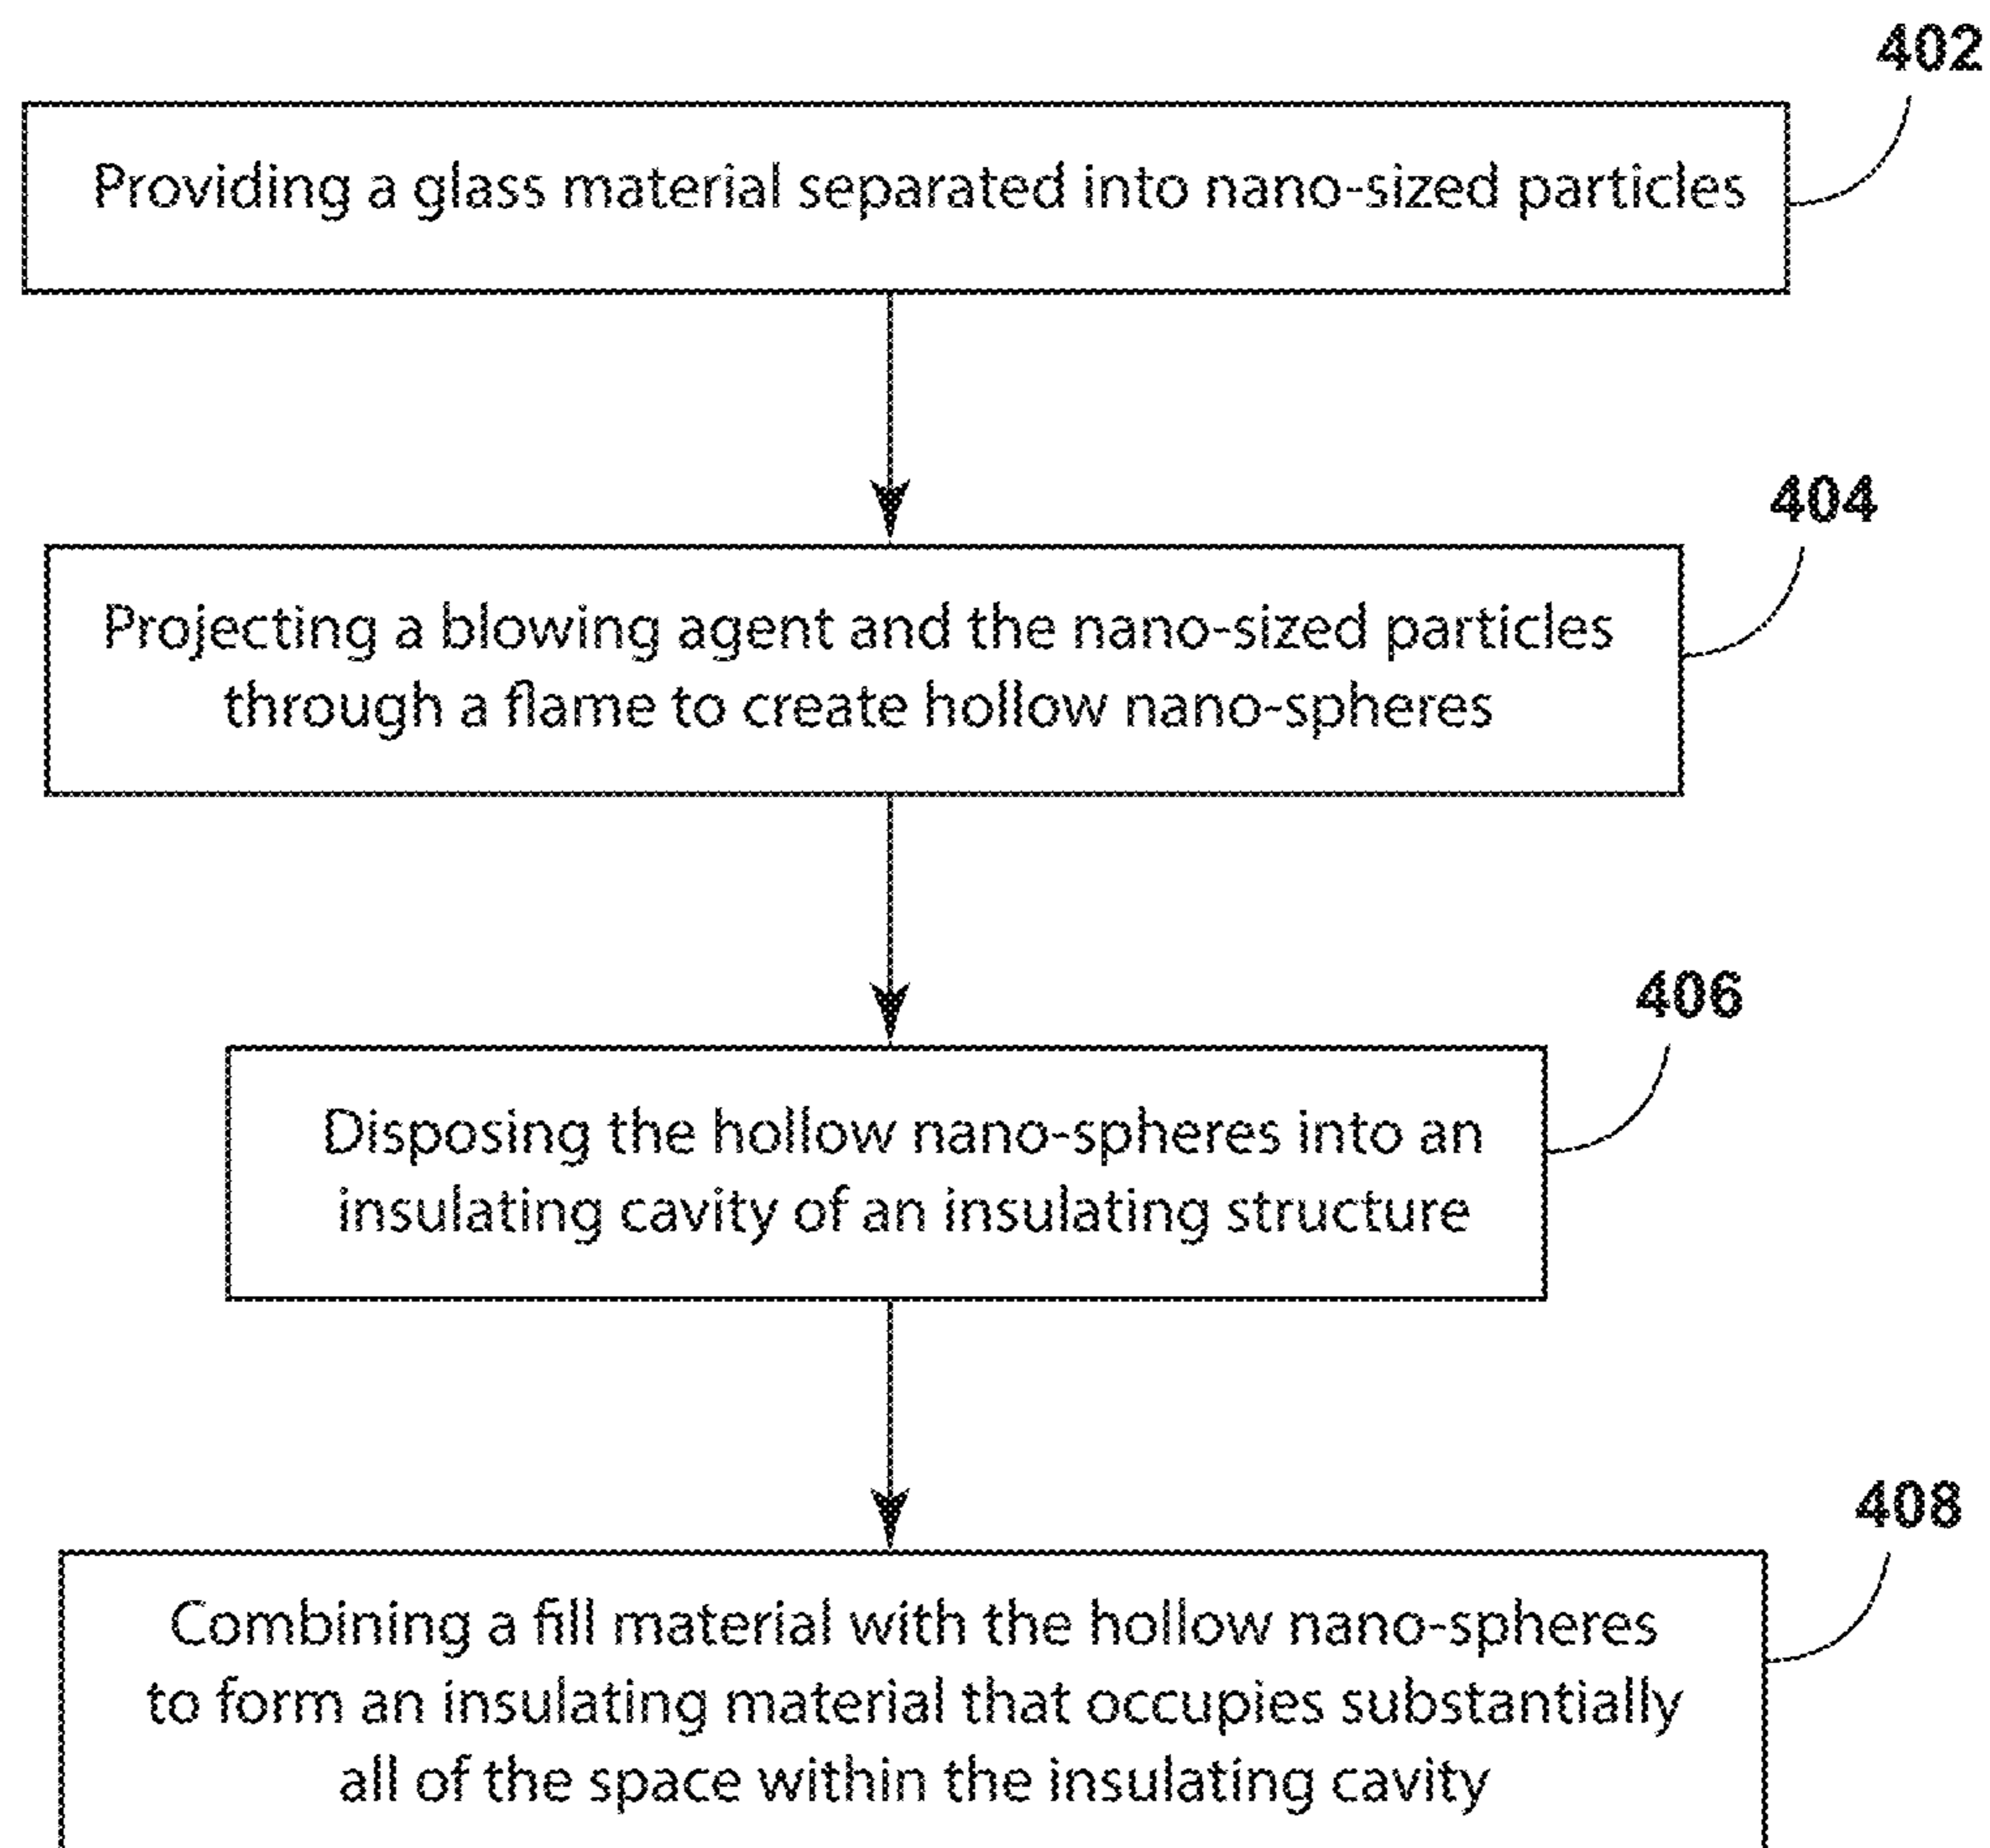 402
Providing a glass material separated into nano-sized particles
404
Projecting a blowing agent and the nano-sized particles
through a flame to create hollow nano-spheres
406
Disposing the hollow nano-spheres into an
insulating cavity of an insulating structure
408
Combining a fill material with the hollow nano-spheres
to form an insulating material that occupies substantially
all of the space within the insulating cavity